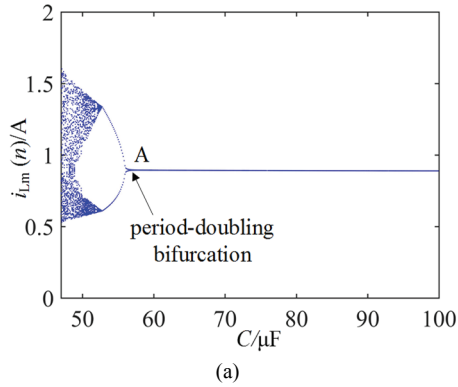 2
1.5
1
0.5
0
i_Lm (n)/A
A
period-doubling
bifurcation
50 60 70 80 90 100
C/μF
(a)